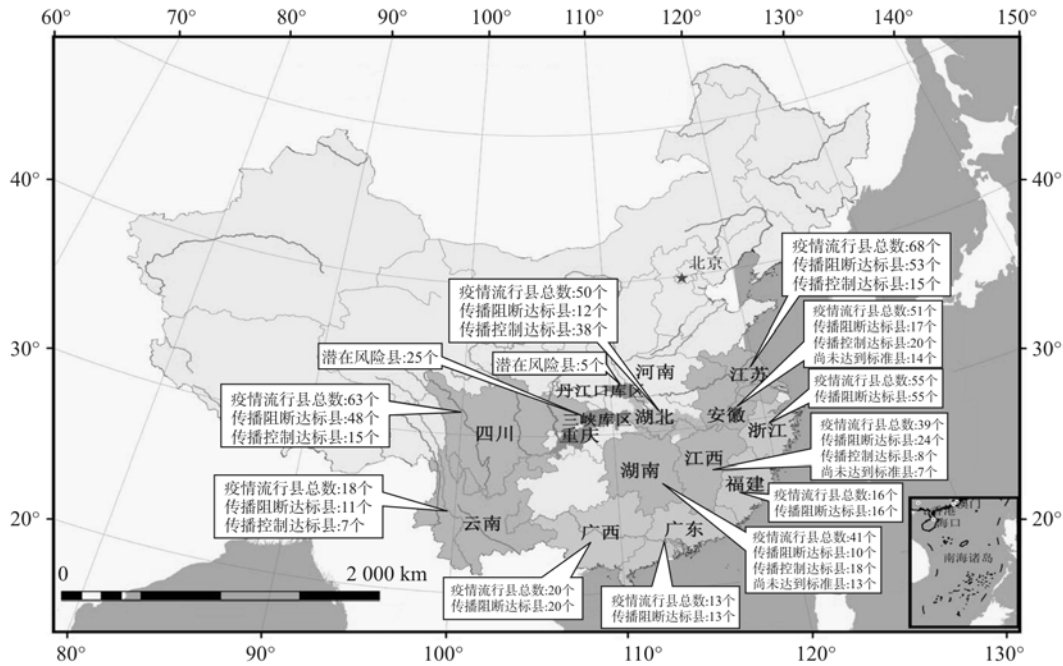 60°
70°
80°
90°
100°
110°
120°
130°
140°
150°
40°
30°
20°
40°
30°
20°
北京
疫情流行县总数:68个
传播阻断达标县:53个
传播控制达标县:15个
疫情流行县总数:50个
传播阻断达标县:12个
传播控制达标县:38个
疫情流行县总数:51个
传播阻断达标县:17个
传播控制达标县:20个
尚未达到标准县:14个
潜在风险县:25个
潜在风险县:5个
河南
江苏
丹江口库区
疫情流行县总数:55个
传播阻断达标县:55个
疫情流行县总数:63个
传播阻断达标县:48个
传播控制达标县:15个
三峡库区
湖北
安徽
浙江
重庆
四川
疫情流行县总数:39个
传播阻断达标县:24个
传播控制达标县:8个
尚未达到标准县:7个
江西
湖南
福建
疫情流行县总数:18个
传播阻断达标县:11个
传播控制达标县:7个
疫情流行县总数:16个
传播阻断达标县:16个
云南
广西
广东
疫情流行县总数:41个
传播阻断达标县:10个
传播控制达标县:18个
尚未达到标准县:13个
澳门
海口
南海诸岛
0
2 000 km
疫情流行县总数:20个
传播阻断达标县:20个
疫情流行县总数:13个
传播阻断达标县:13个
80°
90°
100°
110°
120°
130°